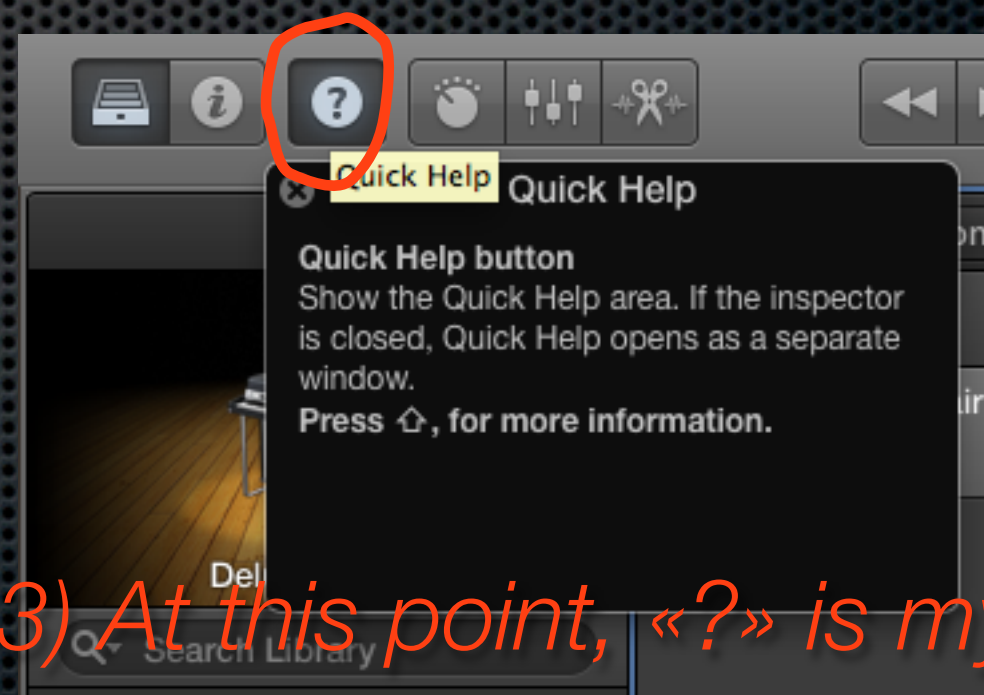 ?
Quick Help
Quick Help
Quick Help button
Show the Quick Help area. If the inspector
is closed, Quick Help opens as a separate
window.
Press ⇧, for more information.
3) At this point, «?» is
Search Library